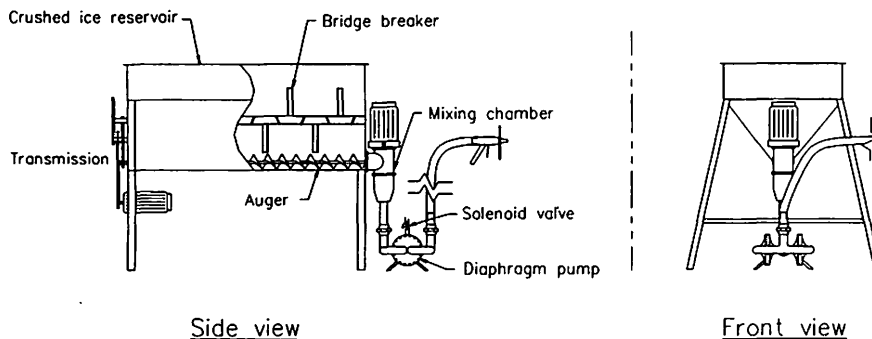 Crushed ice reservoir
Bridge breaker
Mixing chamber
Transmission
Auger
Solenoid valve
Diaphragm pump
Side view
Front view